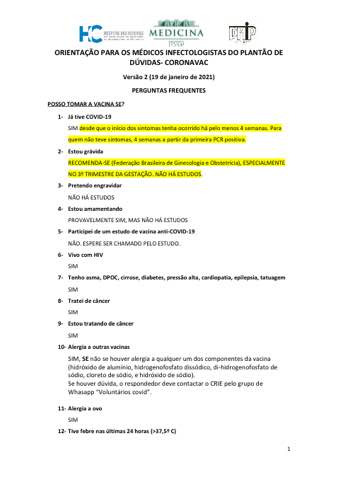 HC
MEDICINA
USP
ORIENTAÇÃO PARA OS MÉDICOS INFECTOLOGISTAS DO PLANTÃO DE
DÚVIDAS- CORONAVAC
Versão 2 (19 de janeiro de 2021)
PERGUNTAS FREQUENTES
POSSO TOMAR A VACINA SE?
1- Já tive COVID-19
SIM desde que o início dos sintomas tenha ocorrido há pelo menos 4 semanas. Para
quem não teve sintomas, 4 semanas a partir da primeira PCR positiva.
2- Estou grávida
RECOMENDA-SE (Federação Brasileira de Ginecologia e Obstetrícia), ESPECIALMENTE
NO 3º TRIMESTRE DA GESTAÇÃO. NÃO HÁ ESTUDOS.
3- Pretendo engravidar
NÃO HÁ ESTUDOS
4- Estou amamentando
PROVAVELMENTE SIM, MAS NÃO HÁ ESTUDOS
5- Participei de um estudo de vacina anti-COVID-19
NÃO. ESPERE SER CHAMADO PELO ESTUDO.
6- Vivo com HIV
SIM
7- Tenho asma, DPOC, cirrose, diabetes, pressão alta, cardiopatia, epilepsia, tatuagem
SIM
8- Tratei de câncer
SIM
9- Estou tratando de câncer
SIM
10- Alergia a outras vacinas
SIM, SE não se houver alergia a qualquer um dos componentes da vacina
(hidróxido de alumínio, hidrogenofosfato dissódico, di-hidrogenofosfato de
sódio, cloreto de sódio, e hidróxido de sódio).
Se houver dúvida, o respondedor deve contactar o CRIE pelo grupo de
Whasapp "Voluntários covid".
11- Alergia a ovo
SIM
12- Tive febre nas últimas 24 horas (>37,5º C)
1